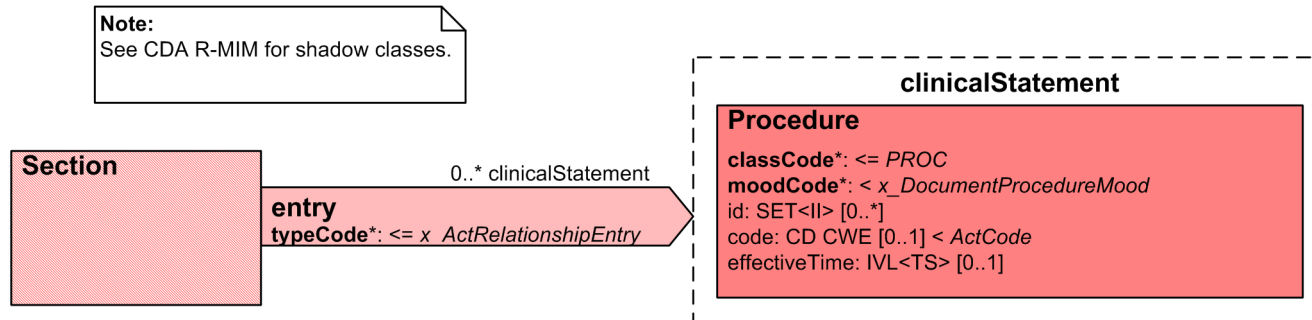 Note:
See CDA R-MIM for shadow classes.
clinicalStatement
Procedure
classCode*: <= PROC
moodCode*: < x_DocumentProcedureMood
id: SET<II> [0..*]
code: CD CWE [0..1] < ActCode
effectiveTime: IVL<TS> [0..1]
Section
0..* clinicalStatement
entry
typeCode*: <= x_ActRelationshipEntry